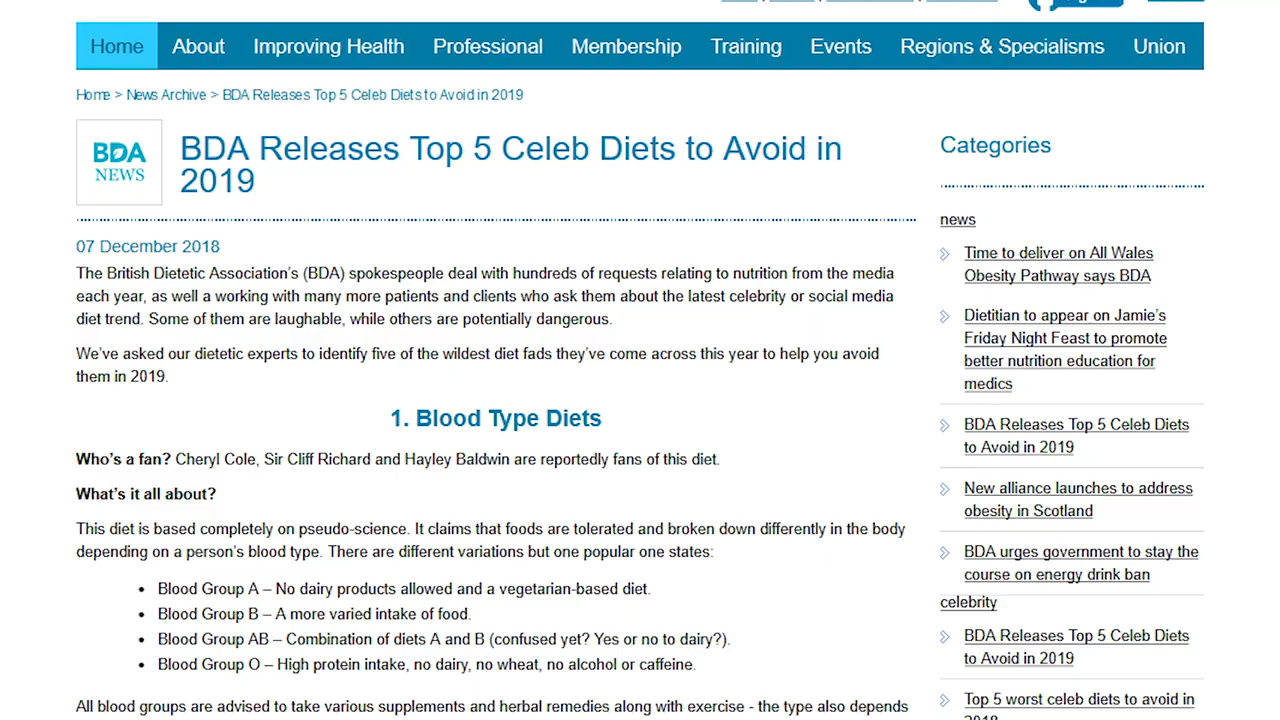 Home About Improving Health Professional Membership Training Events Regions & Specialisms Union
Home > News Archive > BDA Releases Top 5 Celeb Diets to Avoid in 2019
BDA
NEWS
BDA Releases Top 5 Celeb Diets to Avoid in
2019
07 December 2018
The British Dietetic Association's (BDA) spokespeople deal with hundreds of requests relating to nutrition from the media
each year, as well a working with many more patients and clients who ask them about the latest celebrity or social media
diet trend. Some of them are laughable, while others are potentially dangerous.
We've asked our dietetic experts to identify five of the wildest diet fads they've come across this year to help you avoid
them in 2019.
1. Blood Type Diets
Who's a fan? Cheryl Cole, Sir Cliff Richard and Hayley Baldwin are reportedly fans of this diet.
What's it all about?
This diet is based completely on pseudo-science. It claims that foods are tolerated and broken down differently in the body
depending on a person's blood type. There are different variations but one popular one states:
• Blood Group A – No dairy products allowed and a vegetarian-based diet.
• Blood Group B – A more varied intake of food.
• Blood Group AB – Combination of diets A and B (confused yet? Yes or no to dairy?).
• Blood Group O – High protein intake, no dairy, no wheat, no alcohol or caffeine.
All blood groups are advised to take various supplements and herbal remedies along with exercise - the type also depends
Categories
news
Time to deliver on All Wales
Obesity Pathway says BDA
Dietitian to appear on Jamie's
Friday Night Feast to promote
better nutrition education for
medics
BDA Releases Top 5 Celeb Diets
to Avoid in 2019
New alliance launches to address
obesity in Scotland
BDA urges government to stay the
course on energy drink ban
celebrity
BDA Releases Top 5 Celeb Diets
to Avoid in 2019
Top 5 worst celeb diets to avoid in
2018